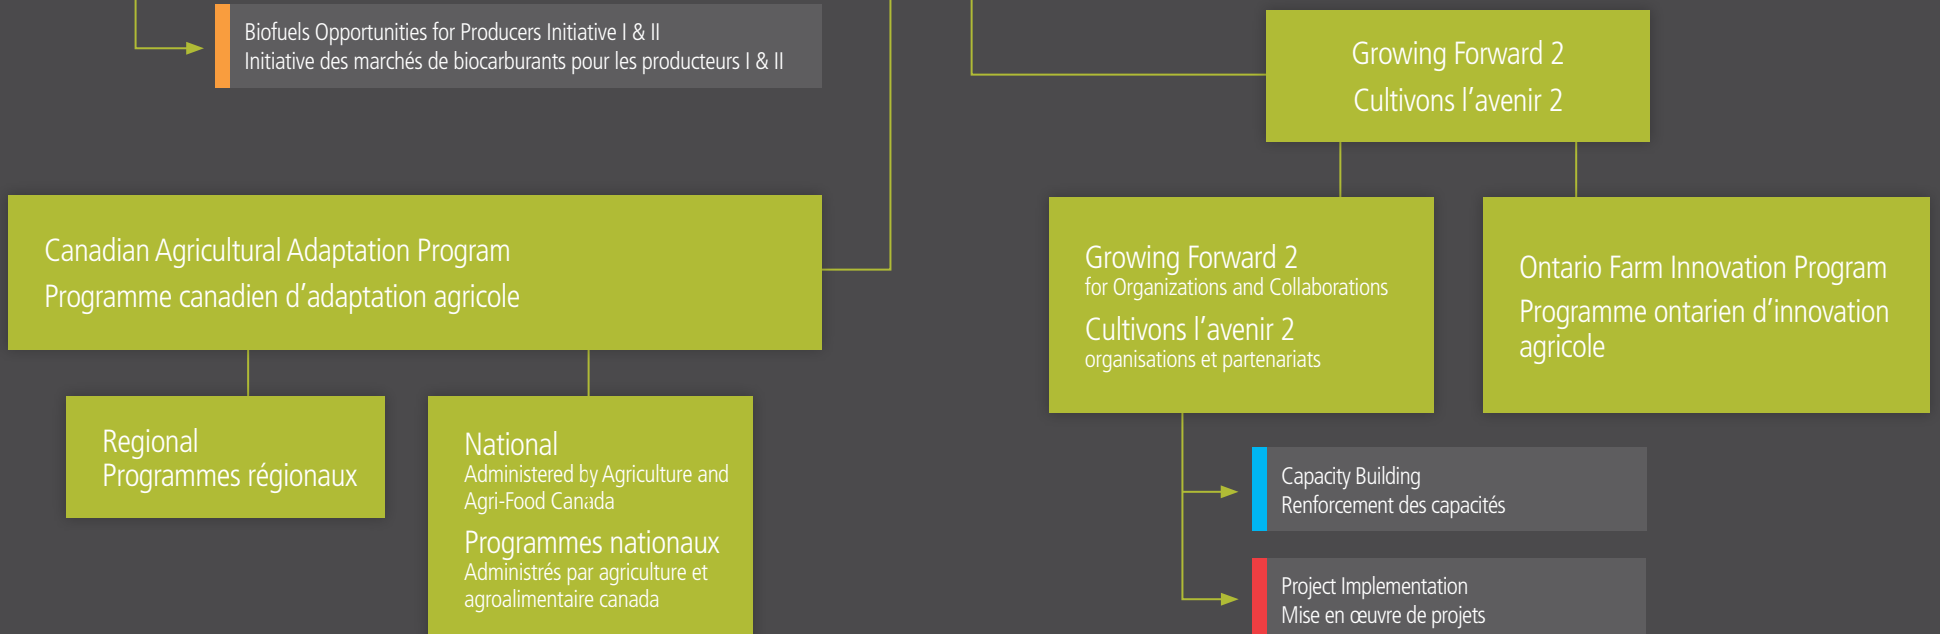 Biofuels Opportunities for Producers Initiative I & II
Initiative des marchés de biocarburants pour les producteurs I & II
Growing Forward 2
Cultivons l'avenir 2
Canadian Agricultural Adaptation Program
Programme canadien d'adaptation agricole
Regional
Programmes régionaux
National
Administered by Agriculture and
Agri-Food Canada
Programmes nationaux
Administrés par agriculture et
agroalimentaire canada
Growing Forward 2
for Organizations and Collaborations
Cultivons l'avenir 2
organisations et partenariats
Ontario Farm Innovation Program
Programme ontarien d'innovation
agricole
Capacity Building
Renforcement des capacités
Project Implementation
Mise en œuvre de projets